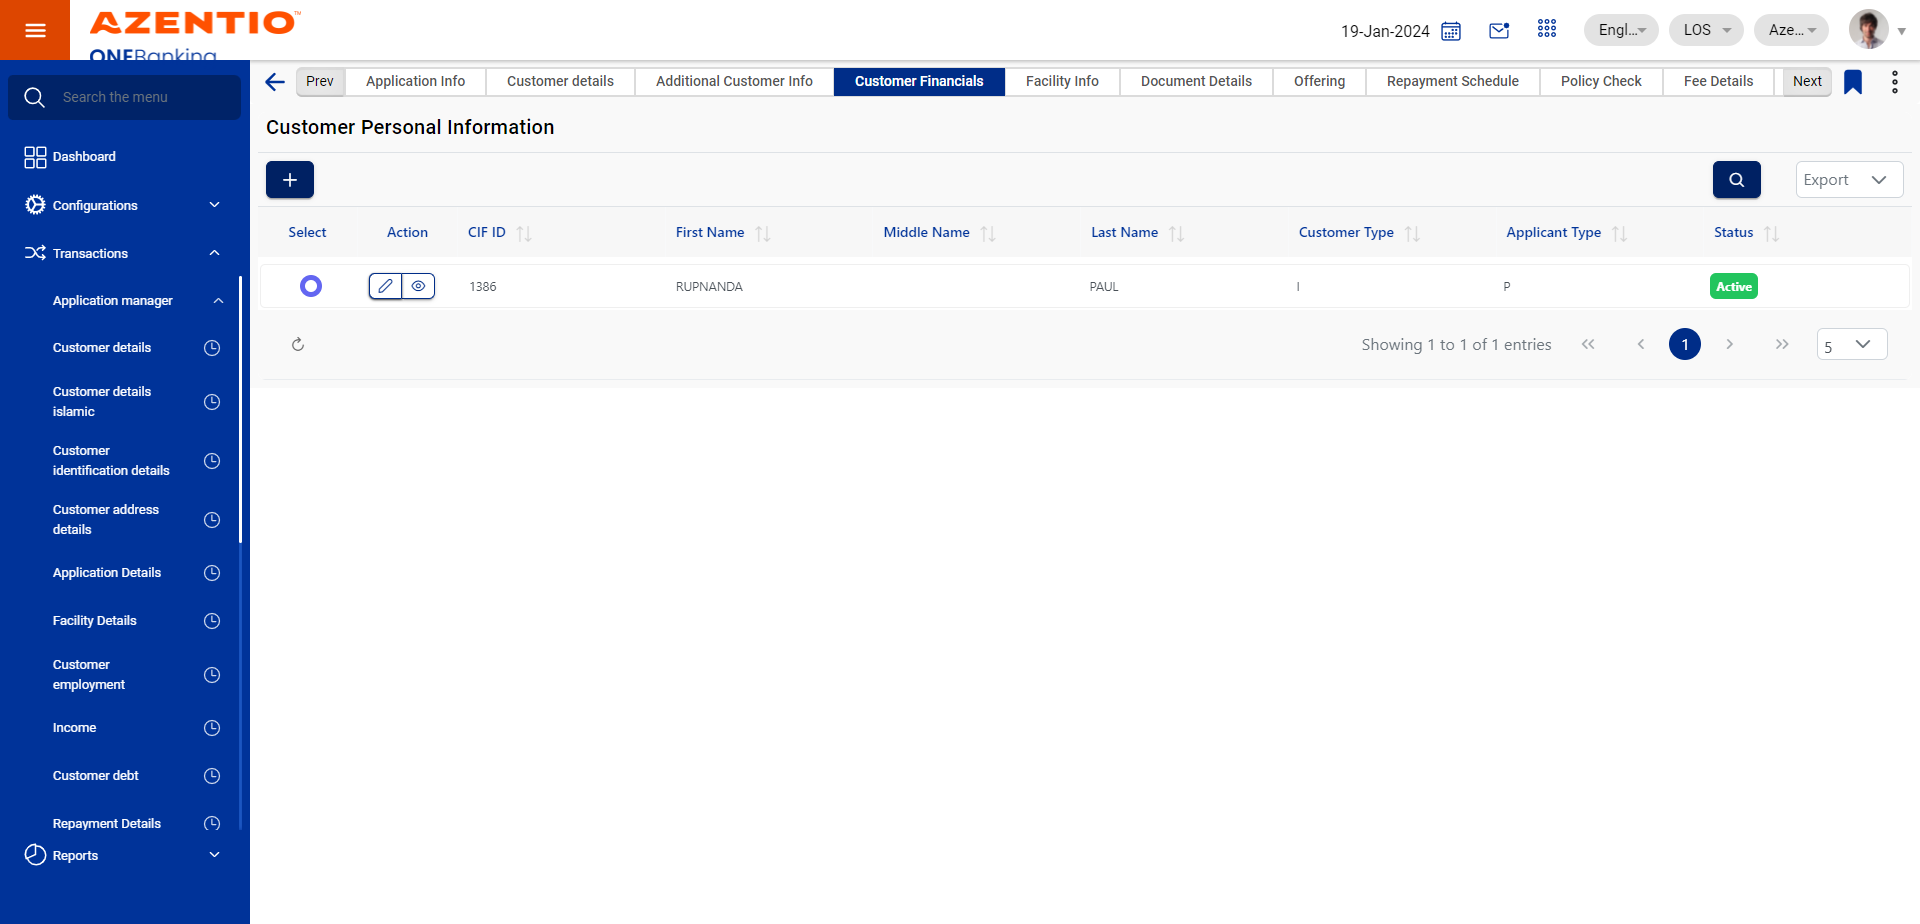 AZENTIO™
ONEBanking
19-Jan-2024
Engl...
LOS
Aze...
Search the menu
Dashboard
Configurations
Transactions
Application manager
Customer details
Customer details
islamic
Customer
identification details
Customer address
details
Application Details
Facility Details
Customer
employment
Income
Customer debt
Repayment Details
Reports
Prev
Application Info
Customer details
Additional Customer Info
Customer Financials
Facility Info
Document Details
Offering
Repayment Schedule
Policy Check
Fee Details
Next
Customer Personal Information
+
Export
Select Action CIF ID First Name Middle Name Last Name Customer Type Applicant Type Status
1386 RUPNANDA PAUL I P Active
Showing 1 to 1 of 1 entries
1
5